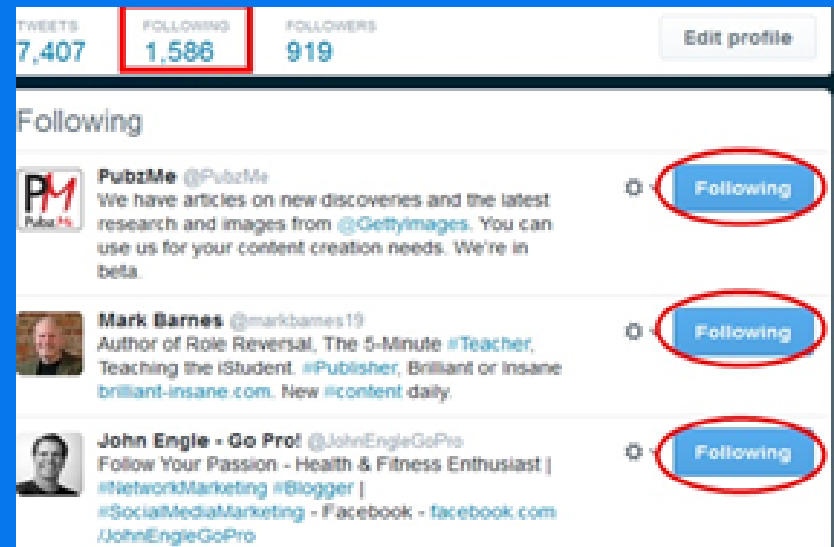 TWEETS FOLLOWING FOLLOWERS
7,407 1,586 919 Edit profile
Following
PubzMe @PubzMe
We have articles on new discoveries and the latest
research and images from @GettyImages. You can
use us for your content creation needs. We're in
beta.
Following
PM
Pubz.Me
Mark Barnes @markbarnes19
Author of Role Reversal, The 5-Minute #Teacher,
Teaching the iStudent. #Publisher, Brilliant or Insane
brilliant-insane.com. New #content daily.
Following
John Engle - Go Pro! @JohnEngleGoPro
Follow Your Passion - Health & Fitness Enthusiast |
#NetworkMarketing #Blogger |
#SocialMediaMarketing - Facebook - facebook.com
/JohnEngleGoPro
Following